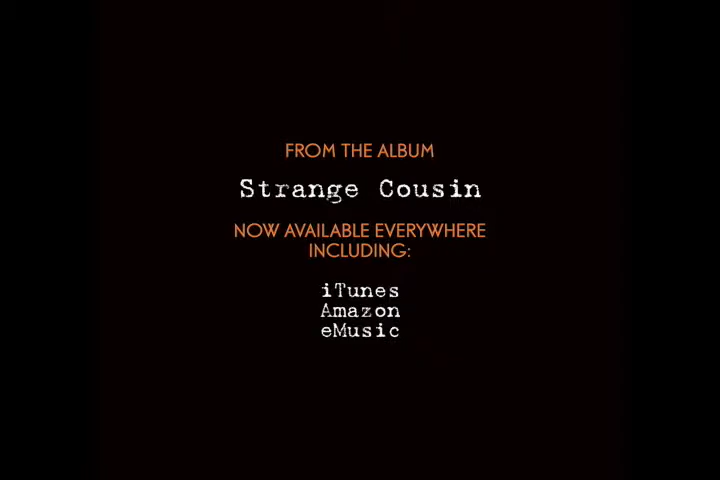 FROM THE ALBUM
Strange Cousin
NOW AVAILABLE EVERYWHERE
INCLUDING:
iTunes
Amazon
eMusic